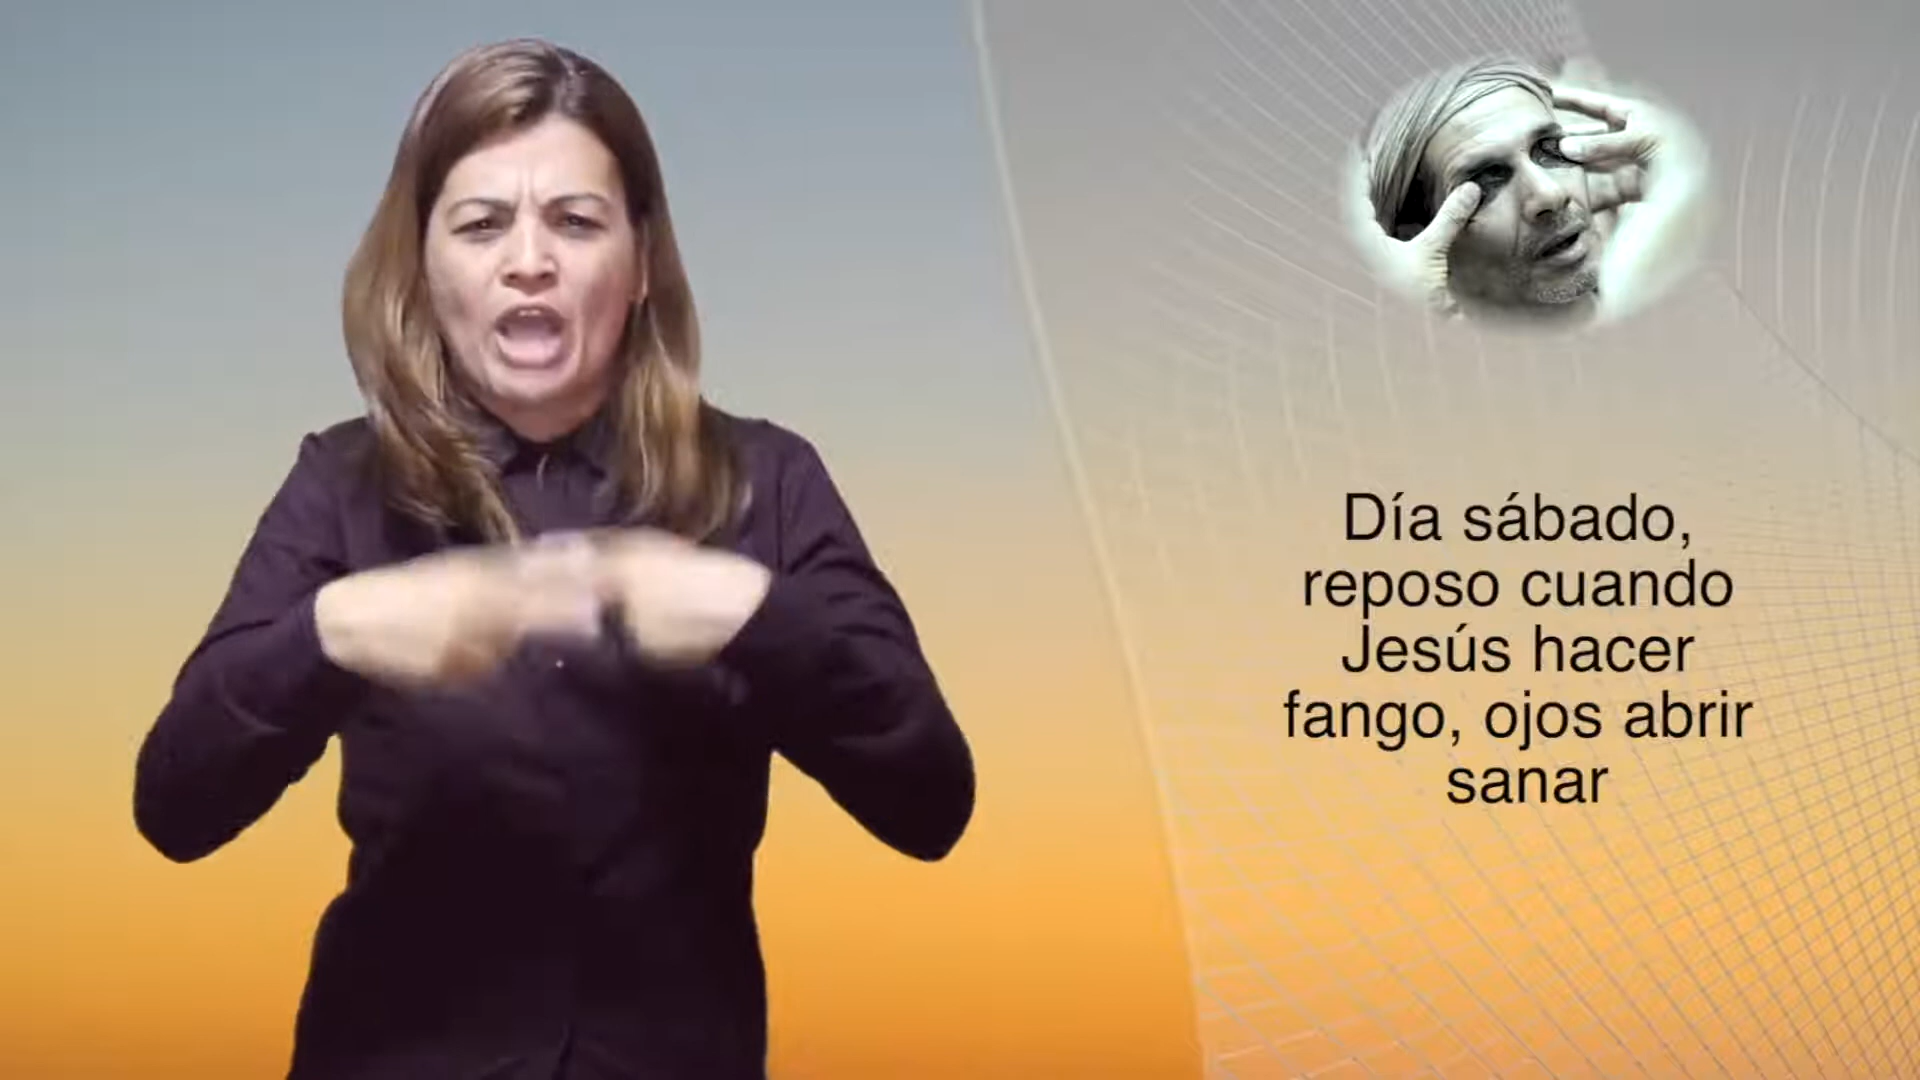 Día sábado,
reposo cuando
Jesús hacer
fango, ojos abrir
sanar